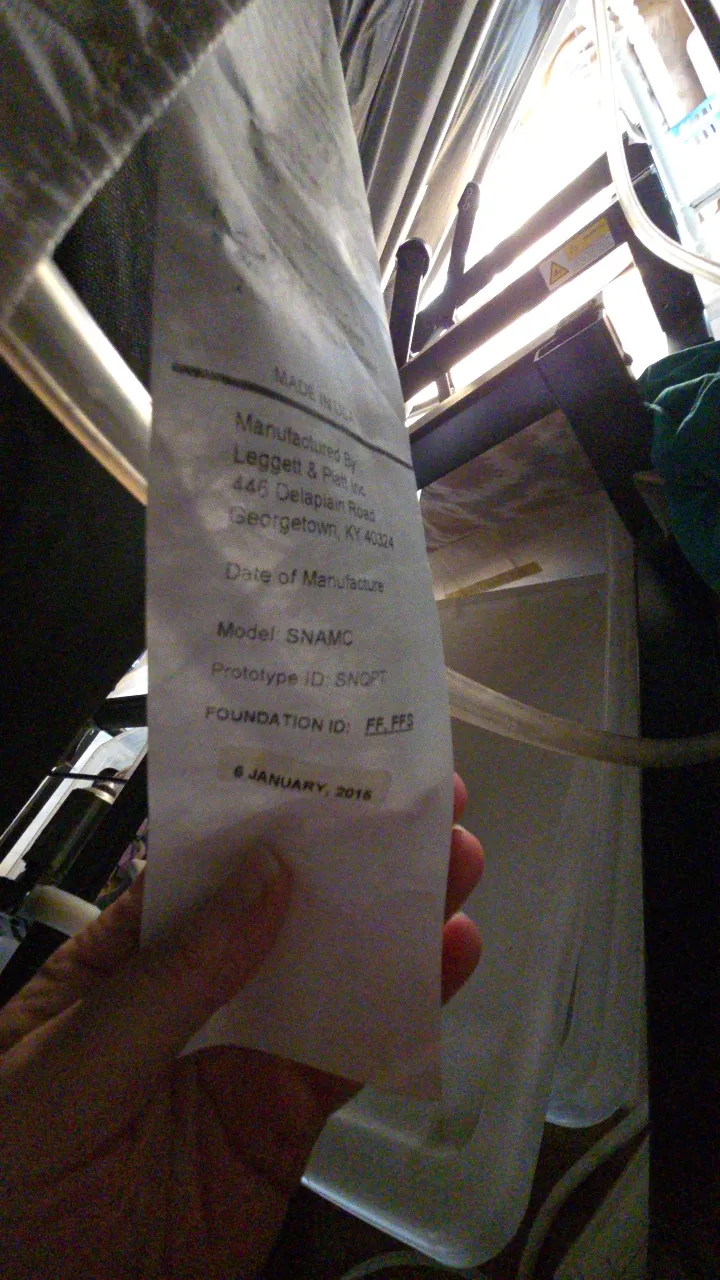 MADE IN USA
Manufactured By:
Leggett & Platt Inc
446 Delaplain Road
Georgetown, KY 40324
Date of Manufacture
Model: SNAMC
Prototype ID: SNQPT
FOUNDATION ID: FF, FFS
6 JANUARY, 2015